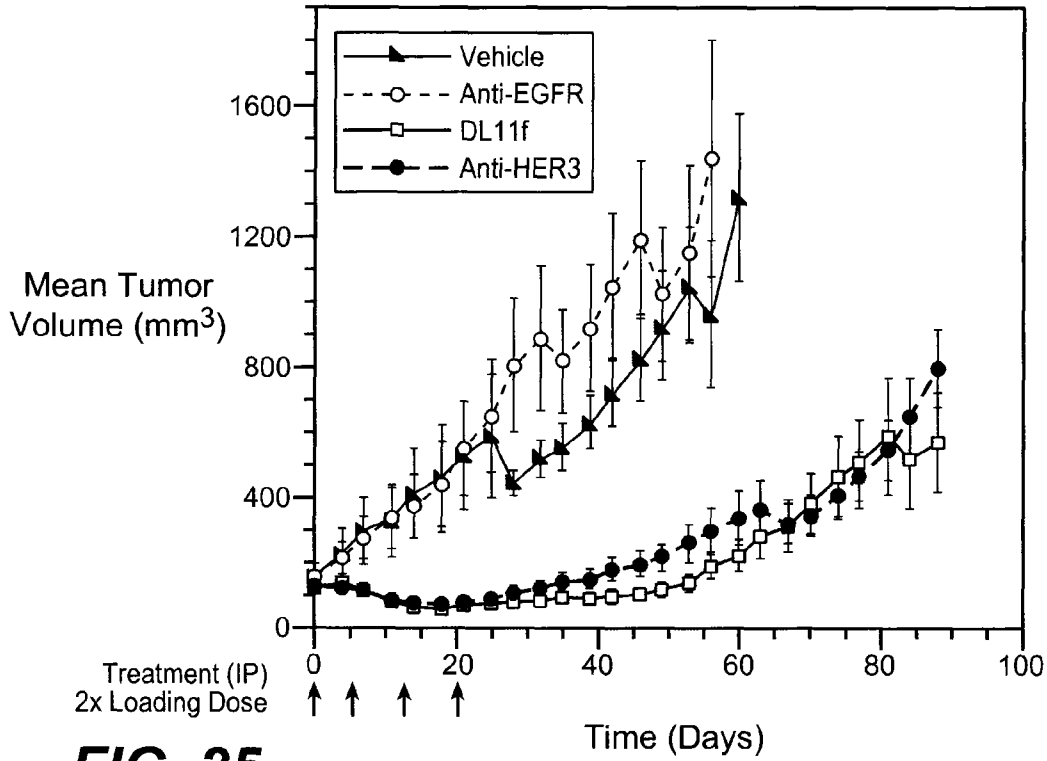 Vehicle
Anti-EGFR
DL11f
Anti-HER3
1600
1200
800
400
0
Mean Tumor
Volume (mm³)
0 20 40 60 80 100
Treatment (IP)
2x Loading Dose
Time (Days)